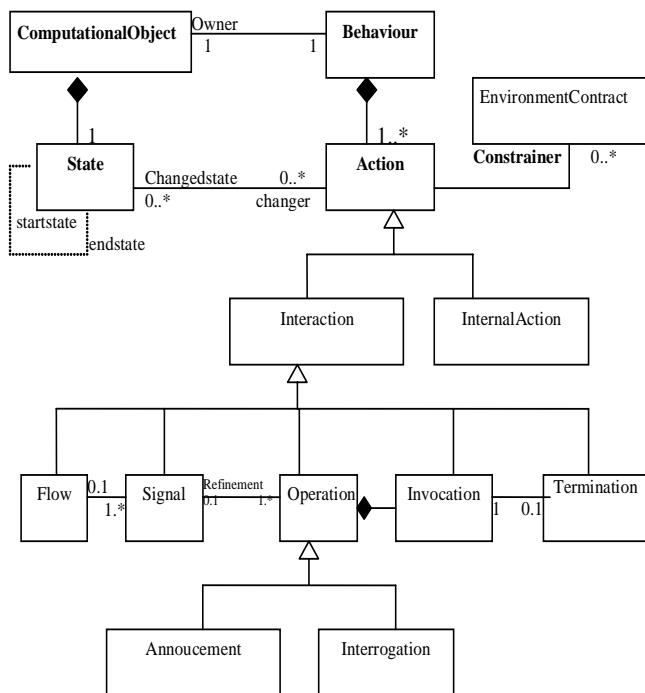 Owner
ComputationalObject
Behaviour
1
1
EnvironmentContract
1
1..*
State
Changedstate
0..*
Action
Constrainer
0..*
0..*
changer
startstate
endstate
Interaction
InternalAction
Flow
0.1
1.*
Signal
Refinement
0.1
1.*
Operation
Invocation
1
0.1
Termination
Annoucement
Interrogation